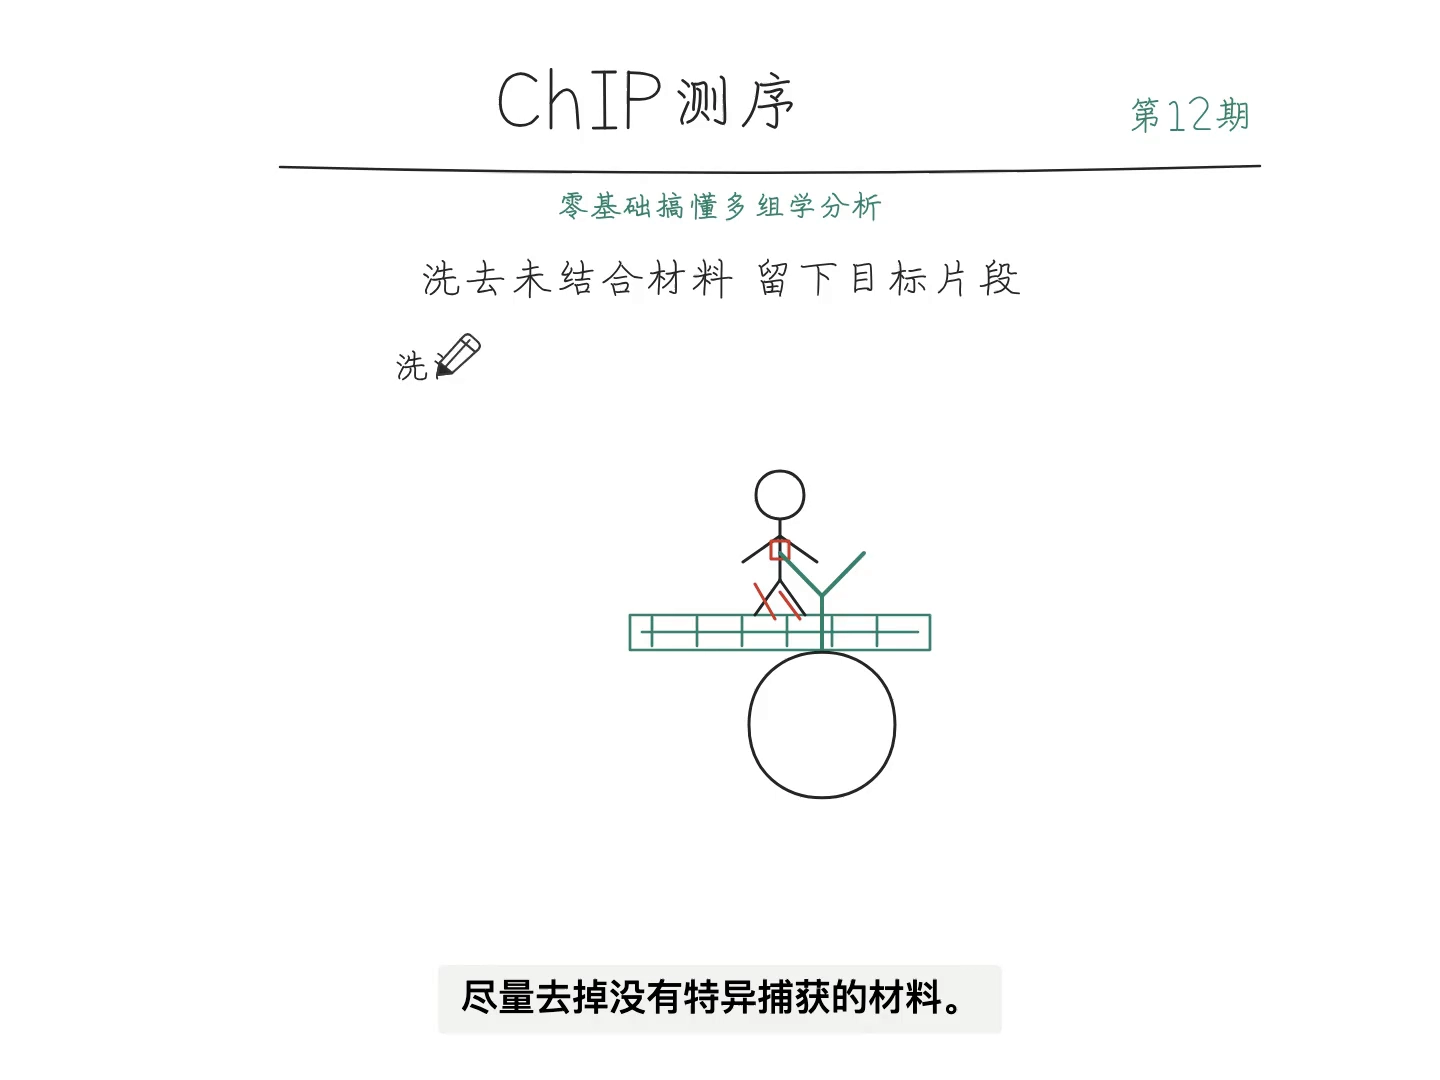 ChIP测序
第12期
零基础搞懂多组学分析
洗去未结合材料 留下目标片段
洗
尽量去掉没有特异捕获的材料。